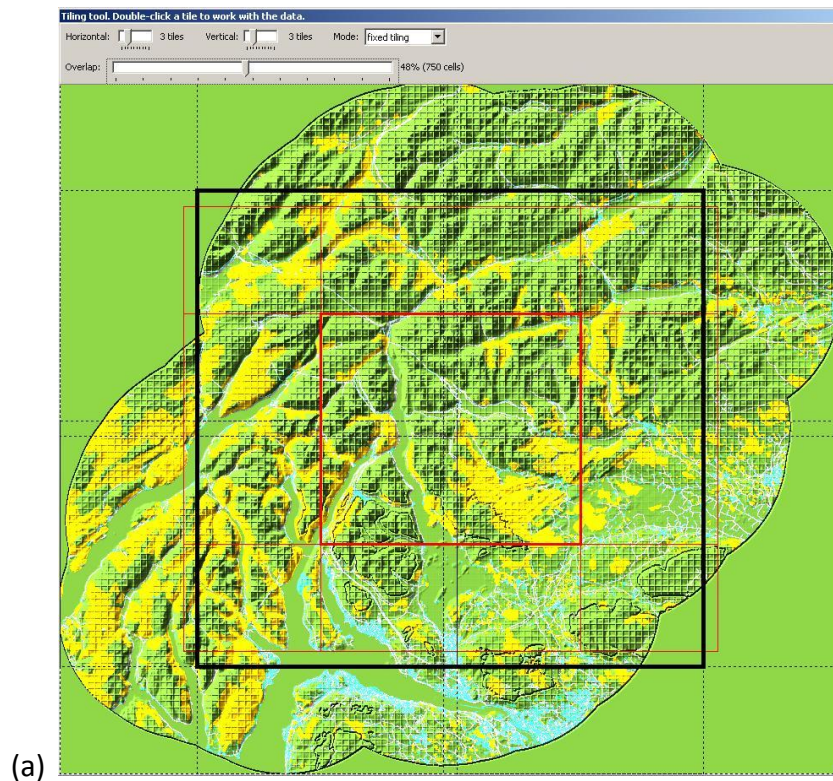 Tiling tool. Double-click a tile to work with the data.
Horizontal: 3 tiles Vertical: 3 tiles Mode: fixed tiling
Overlap: 48% (750 cells)
(a)